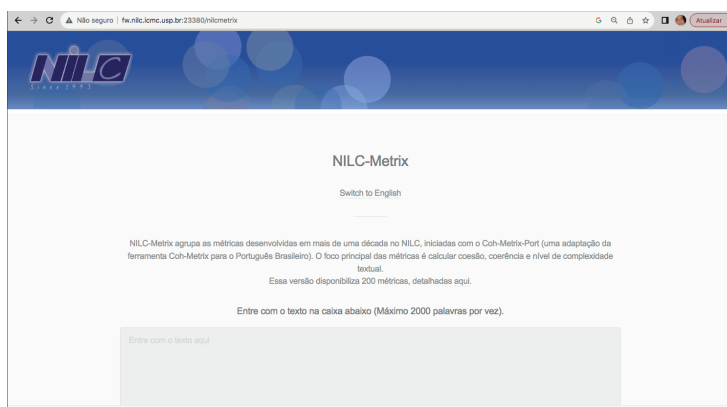 Não seguro | fw.nilc.icmc.usp.br:23380/nilcmetrix
Atualizar
NILC
Since 1993
NILC-Metrix
Switch to English
NILC-Metrix agrupa as métricas desenvolvidas em mais de uma década no NILC, iniciadas com o Coh-Metrix-Port (uma adaptação da
ferramenta Coh-Metrix para o Português Brasileiro). O foco principal das métricas é calcular coesão, coerência e nível de complexidade
textual.
Essa versão disponibiliza 200 métricas, detalhadas aqui.
Entre com o texto na caixa abaixo (Máximo 2000 palavras por vez).
Entre com o texto aqui